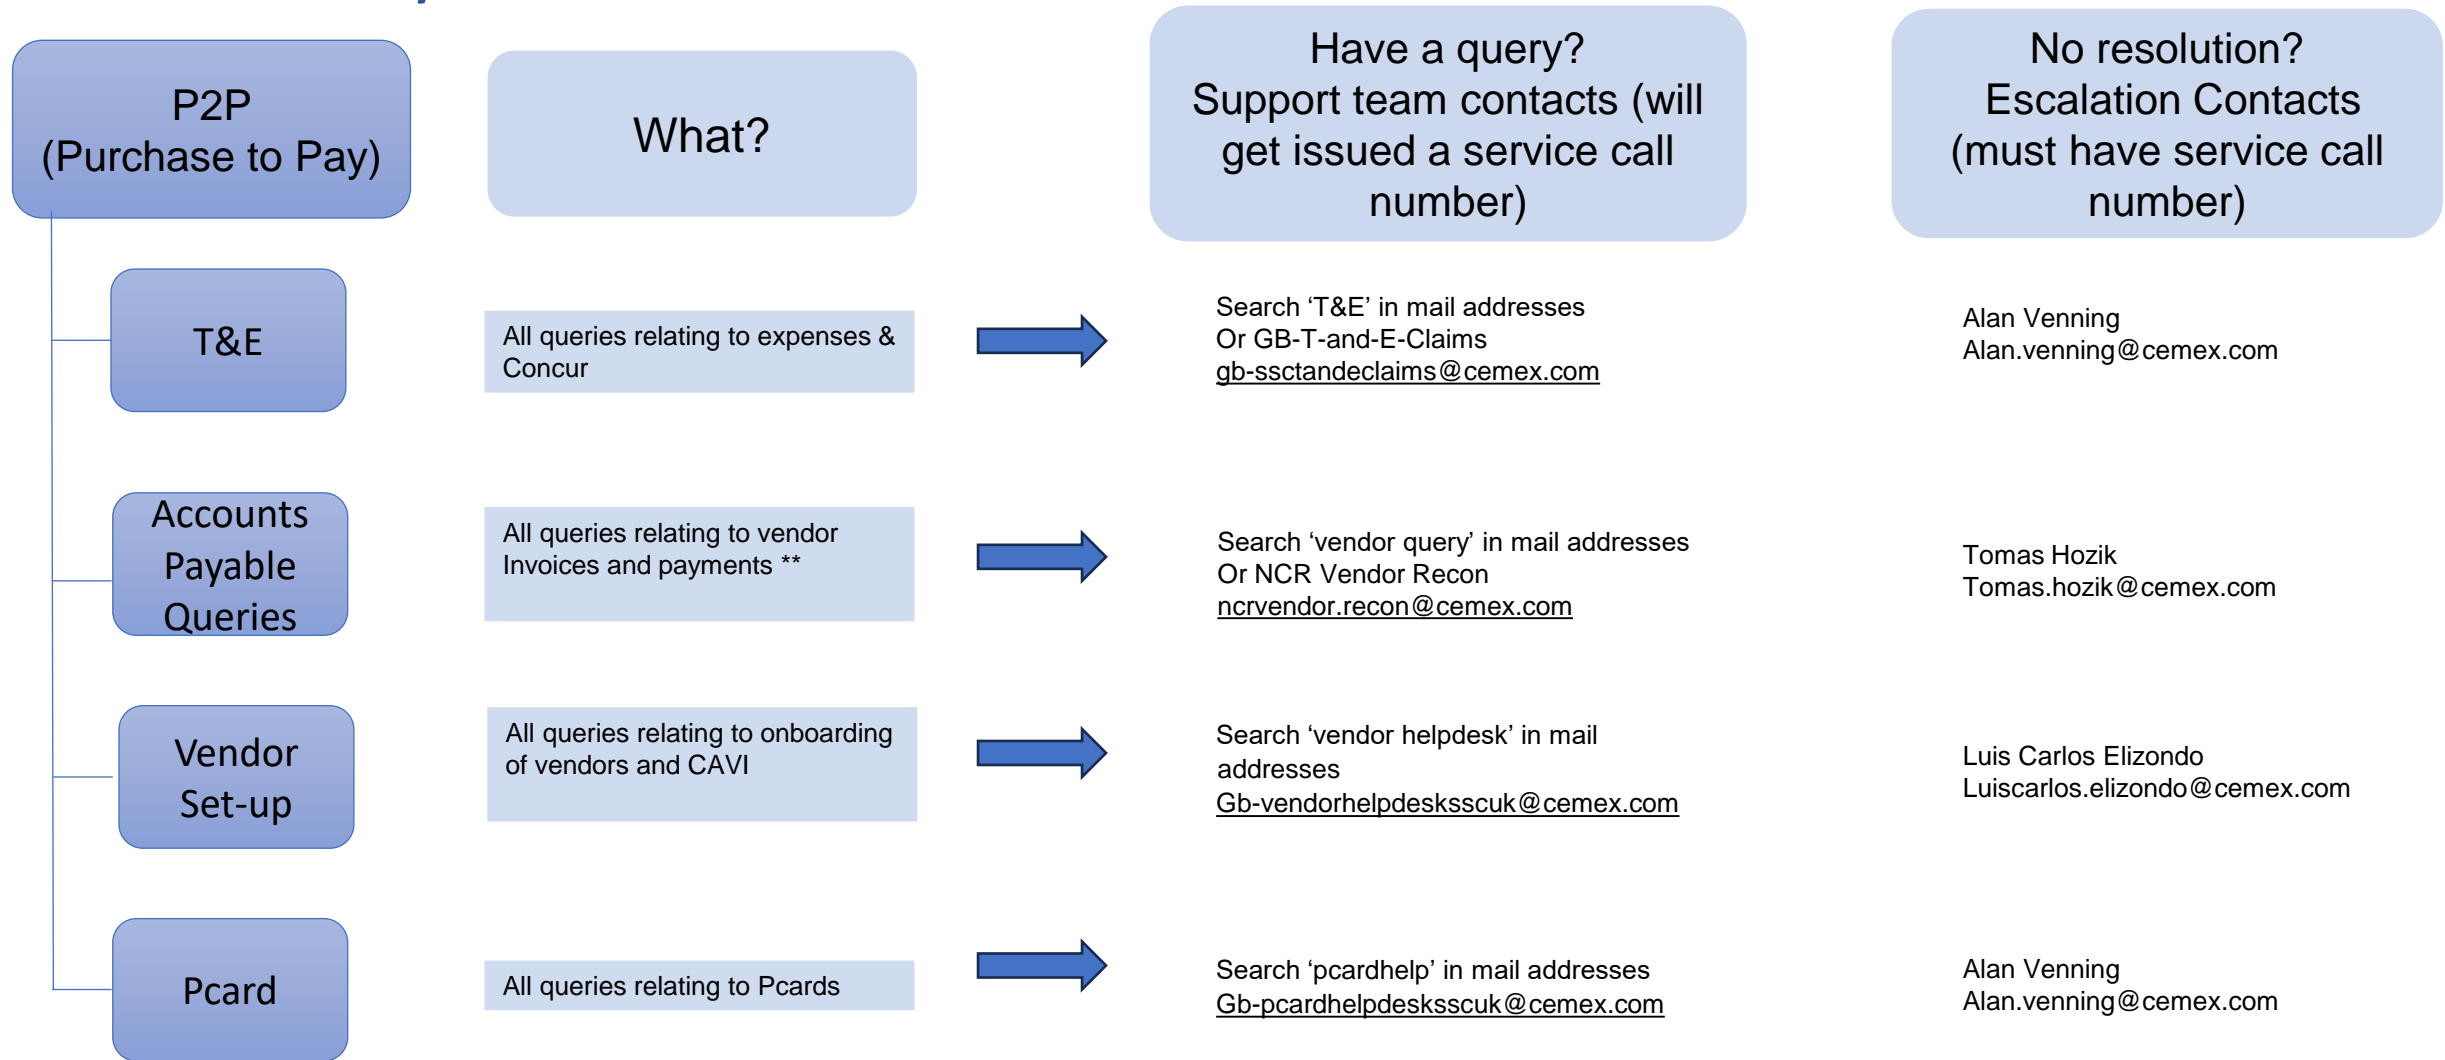 P2P
(Purchase to Pay)
What?
Have a query?
Support team contacts (will
get issued a service call
number)
No resolution?
Escalation Contacts
(must have service call
number)
T&E
All queries relating to expenses &
Concur
Search ‘T&E’ in mail addresses
Or GB-T-and-E-Claims
gb-ssctandeclaims@cemex.com
Alan Venning
Alan.venning@cemex.com
Accounts
Payable
Queries
All queries relating to vendor
Invoices and payments **
Search ‘vendor query’ in mail addresses
Or NCR Vendor Recon
ncrvendor.recon@cemex.com
Tomas Hozik
Tomas.hozik@cemex.com
Vendor
Set-up
All queries relating to onboarding
of vendors and CAVI
Search ‘vendor helpdesk’ in mail
addresses
Gb-vendorhelpdesksscuk@cemex.com
Luis Carlos Elizondo
Luiscarlos.elizondo@cemex.com
Pcard
All queries relating to Pcards
Search ‘pcardhelp’ in mail addresses
Gb-pcardhelpdesksscuk@cemex.com
Alan Venning
Alan.venning@cemex.com